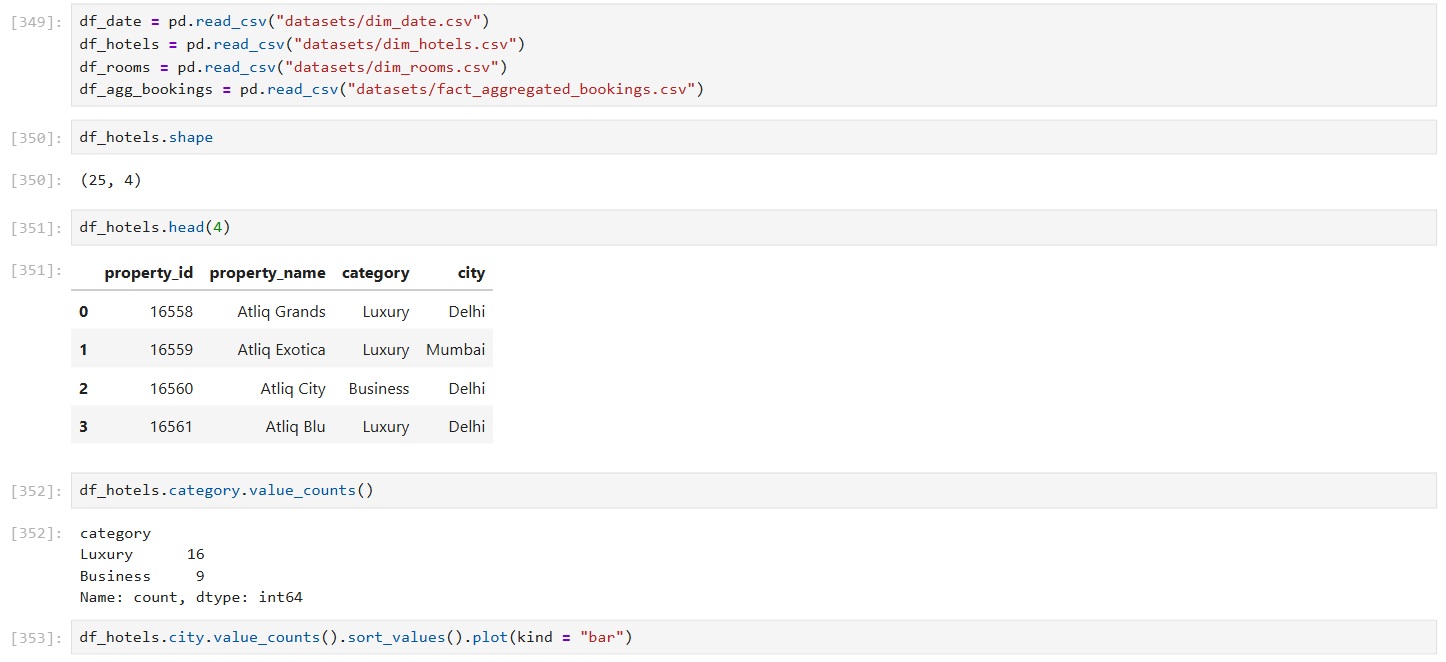 [349]: df_date = pd.read_csv("datasets/dim_date.csv")
df_hotels = pd.read_csv("datasets/dim_hotels.csv")
df_rooms = pd.read_csv("datasets/dim_rooms.csv")
df_agg_bookings = pd.read_csv("datasets/fact_aggregated_bookings.csv")
[350]: df_hotels.shape
[350]: (25, 4)
[351]: df_hotels.head(4)
[351]: property_id property_name category city
0 16558 Atliq Grands Luxury Delhi
1 16559 Atliq Exotica Luxury Mumbai
2 16560 Atliq City Business Delhi
3 16561 Atliq Blu Luxury Delhi
[352]: df_hotels.category.value_counts()
[352]: category
Luxury 16
Business 9
Name: count, dtype: int64
[353]: df_hotels.city.value_counts().sort_values().plot(kind = "bar")